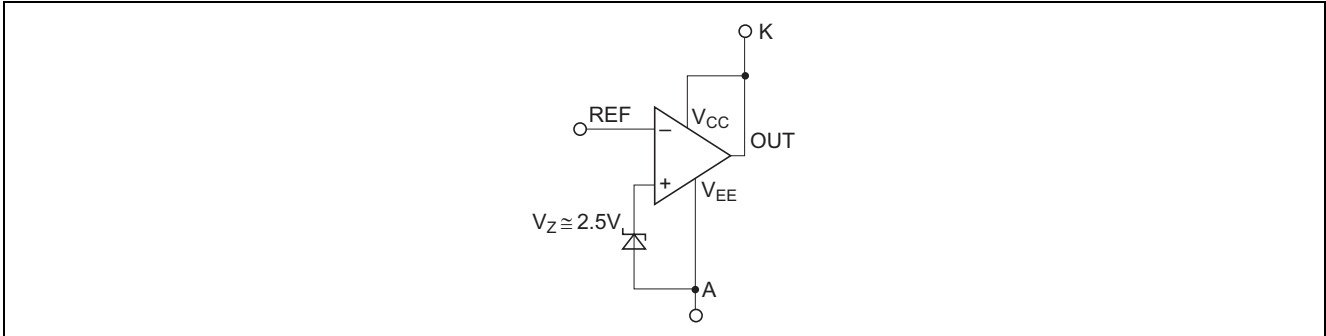 K
REF
−
V_CC
OUT
+
V_EE
V_Z ≅ 2.5V
A